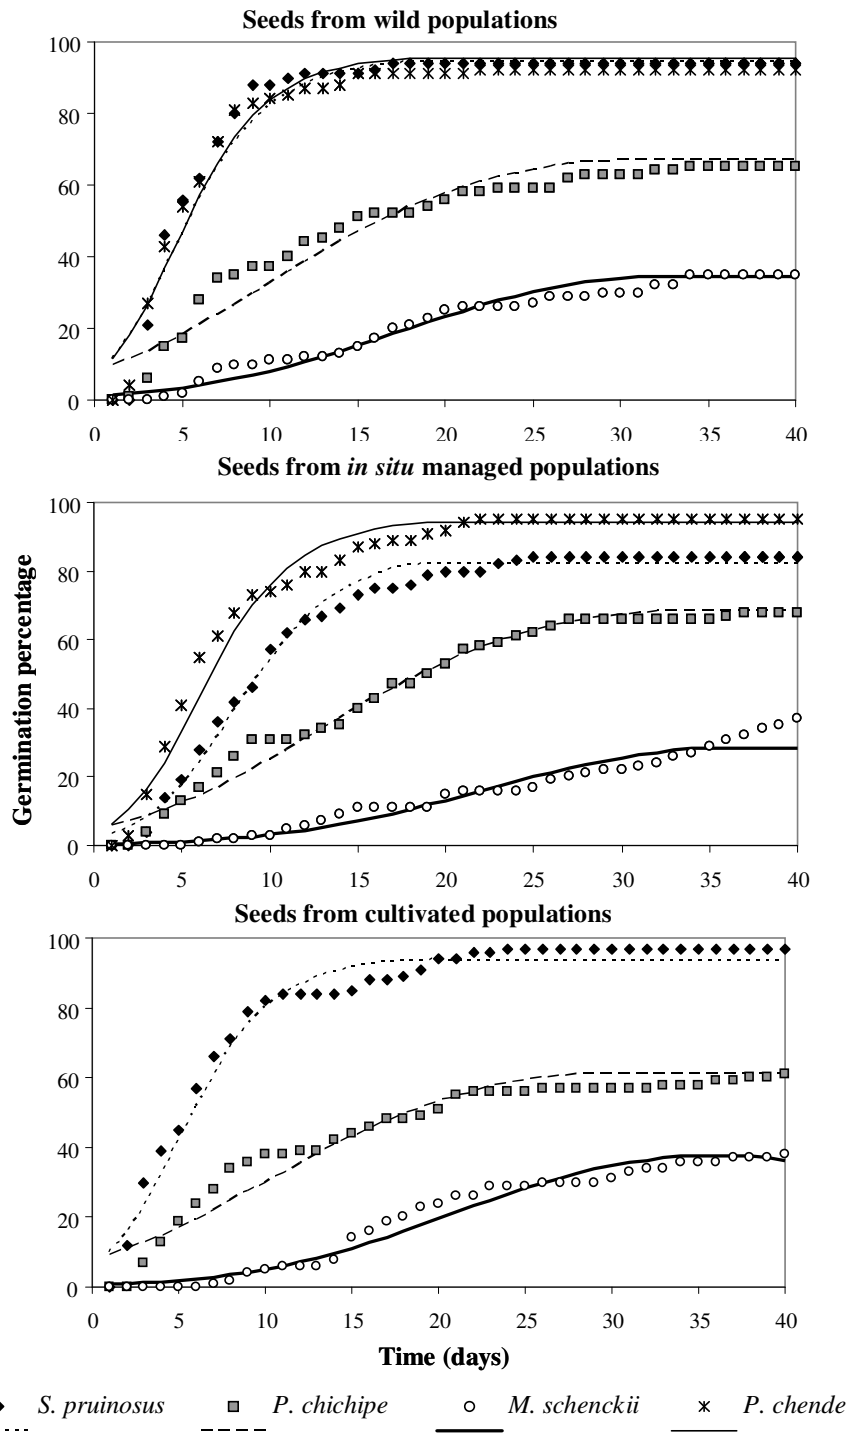 Seeds from wild populations
100
80
60
40
20
0
0 5 10 15 20 25 30 35 40
Seeds from in situ managed populations
100
80
60
40
20
0
0 5 10 15 20 25 30 35 40
Germination percentage
Seeds from cultivated populations
100
80
60
40
20
0
0 5 10 15 20 25 30 35 40
Time (days)
S. pruinosus P. chichipe M. schenckii P. chende